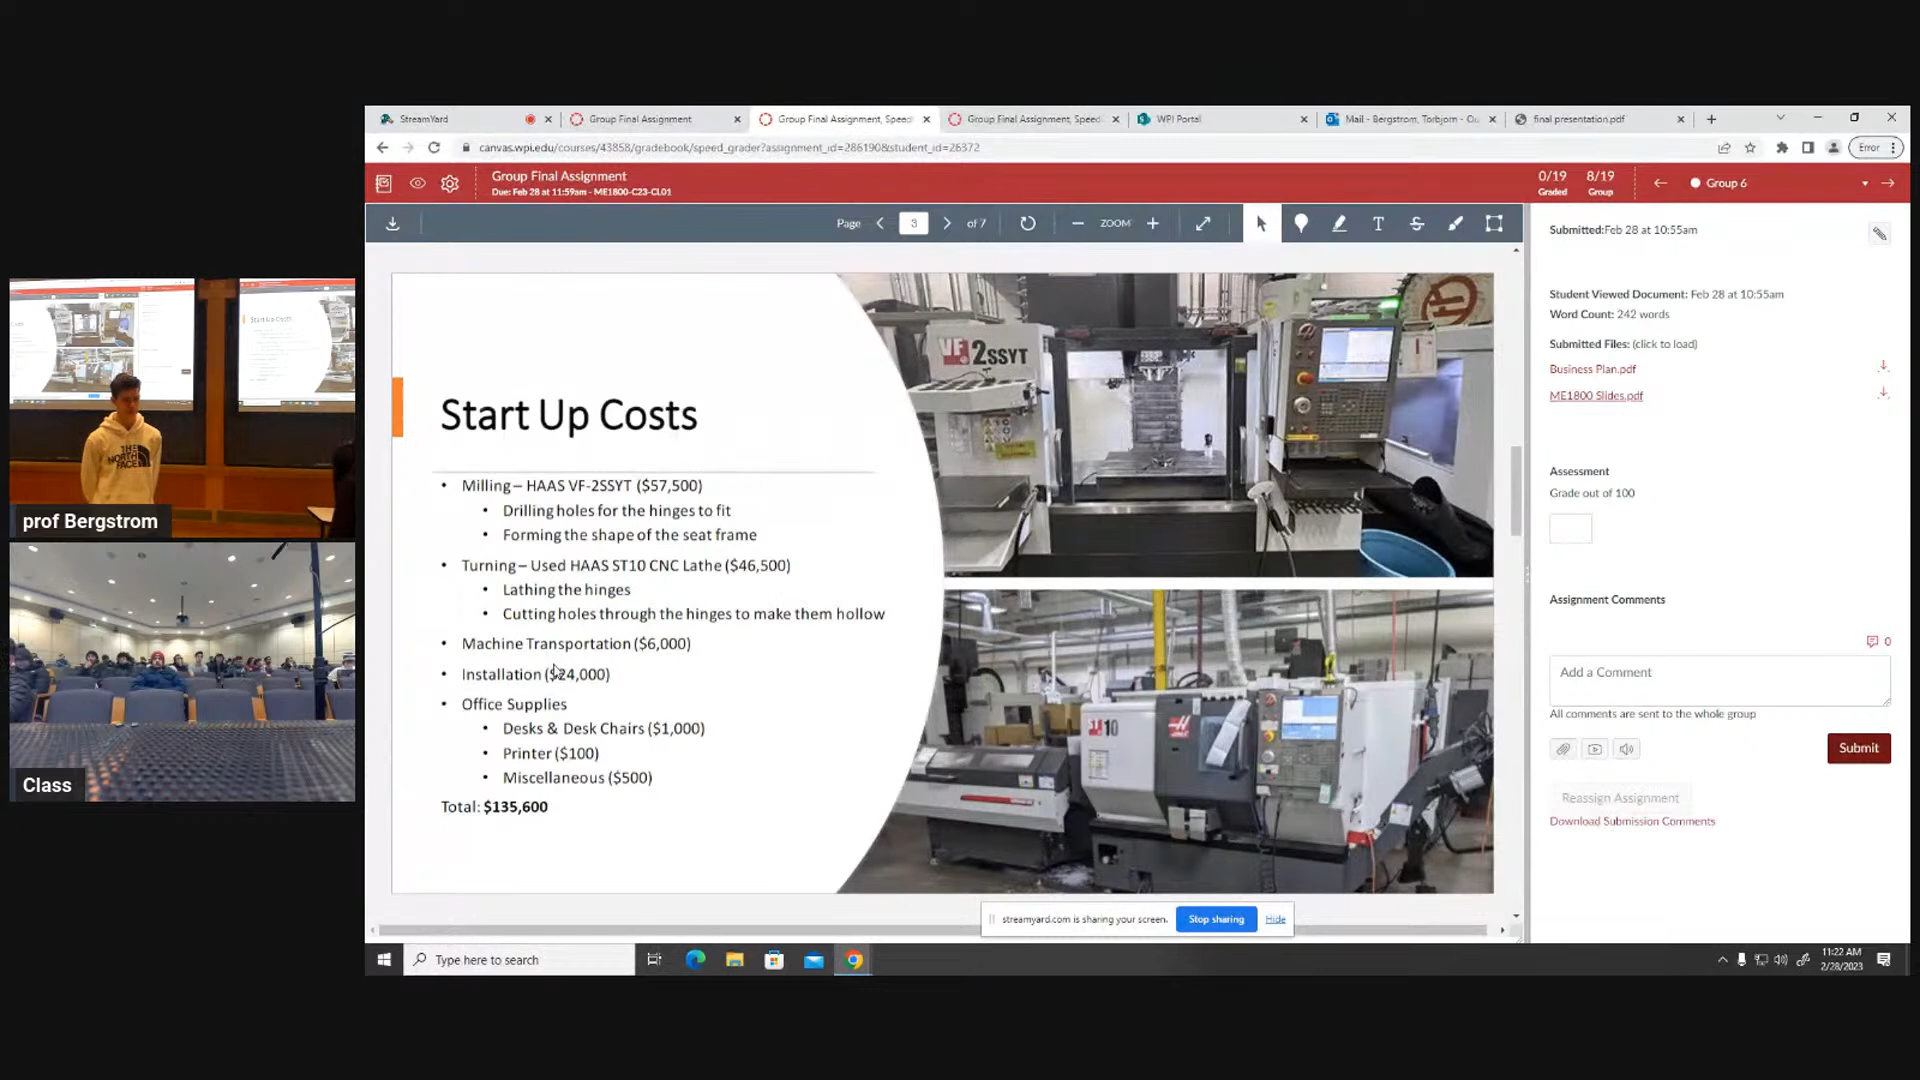 StreamYard
Group Final Assignment
Group Final Assignment, Speed
Group Final Assignment, Speed
WPI Portal
Mail - Bergstrom, Torbjorn - Ou
final presentation.pdf
canvas.wpi.edu/courses/43858/gradebook/speed_grader?assignment_id=286190&student_id=26372
Error
Group Final Assignment
Due: Feb 28 at 11:59am - ME1800-C23-CL01
0/19
Graded
8/19
Group
Group 6
Page
3
of 7
ZOOM
Start Up Costs
• Milling – HAAS VF-2SSYT ($57,500)
• Drilling holes for the hinges to fit
• Forming the shape of the seat frame
• Turning – Used HAAS ST10 CNC Lathe ($46,500)
• Lathing the hinges
• Cutting holes through the hinges to make them hollow
• Machine Transportation ($6,000)
• Installation ($24,000)
• Office Supplies
• Desks & Desk Chairs ($1,000)
• Printer ($100)
• Miscellaneous ($500)
Total: $135,600
VF 2SSYT
10
Submitted:Feb 28 at 10:55am
Student Viewed Document: Feb 28 at 10:55am
Word Count: 242 words
Submitted Files: (click to load)
Business Plan.pdf
ME1800 Slides.pdf
Assessment
Grade out of 100
Assignment Comments
0
Add a Comment
All comments are sent to the whole group
Submit
Reassign Assignment
Download Submission Comments
streamyard.com is sharing your screen.
Stop sharing
Hide
Type here to search
11:22 AM
2/28/2023
Start Up Costs
THE
NORTH
FACE
prof Bergstrom
Class